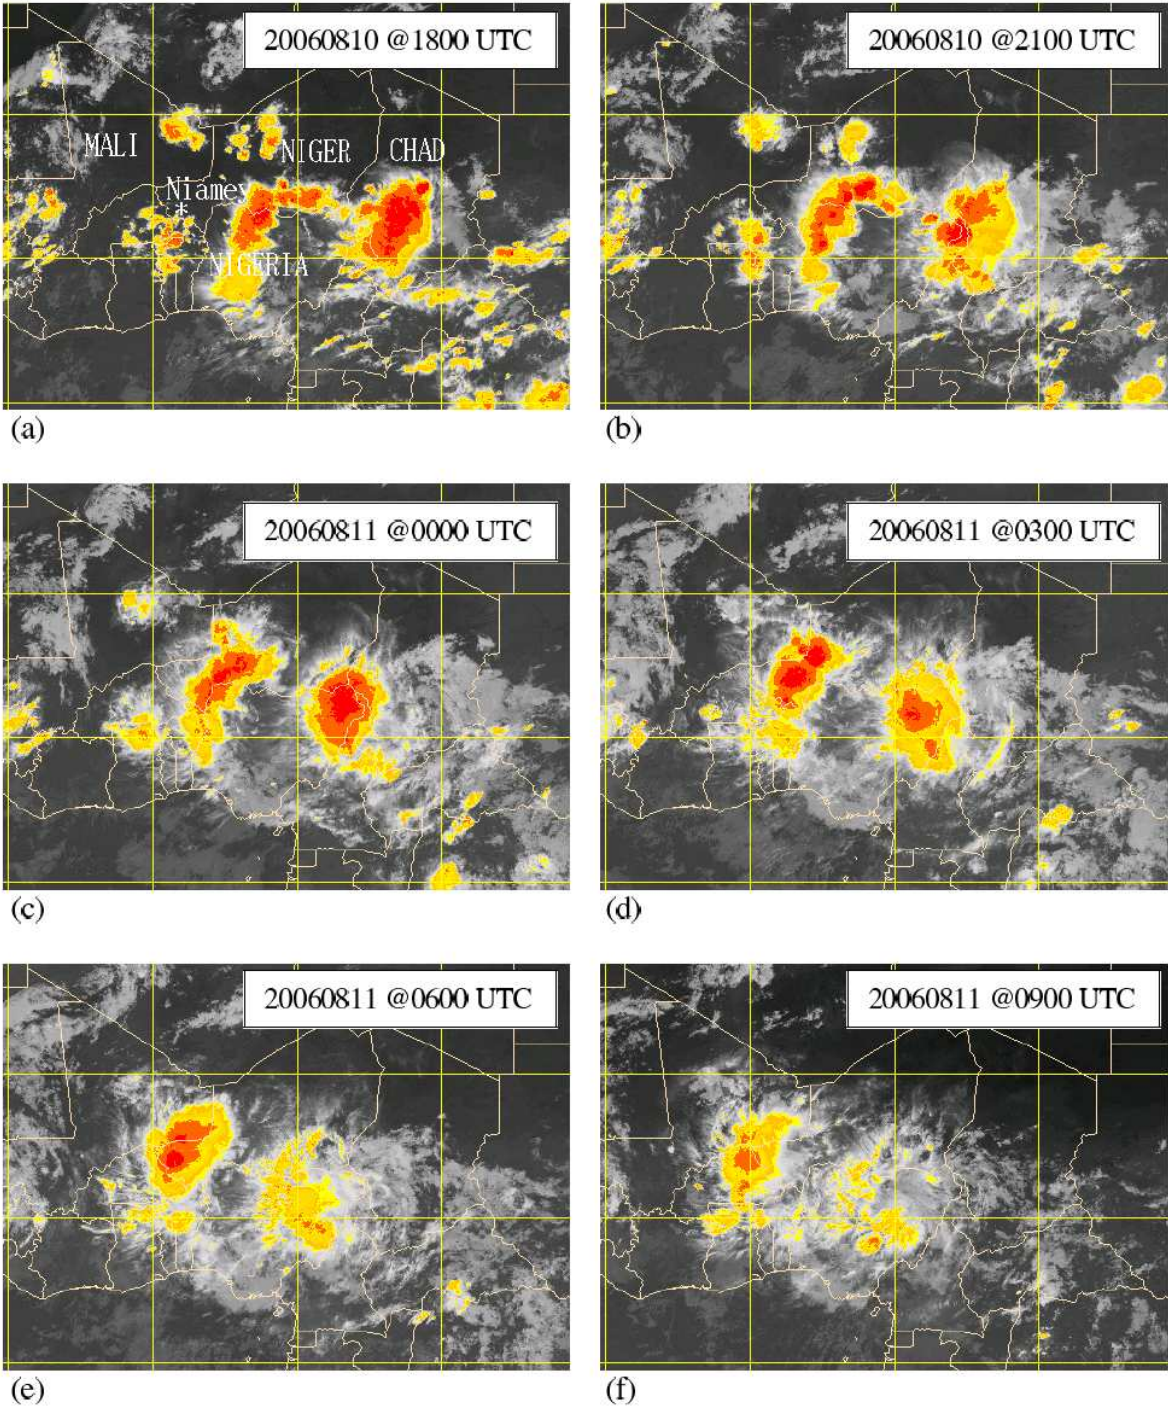 20060810 @1800 UTC
20060810 @2100 UTC
MALI
NIGER
CHAD
Niamey
*
NIGERIA
(a)
(b)
20060811 @0000 UTC
20060811 @0300 UTC
(c)
(d)
20060811 @0600 UTC
20060811 @0900 UTC
(e)
(f)